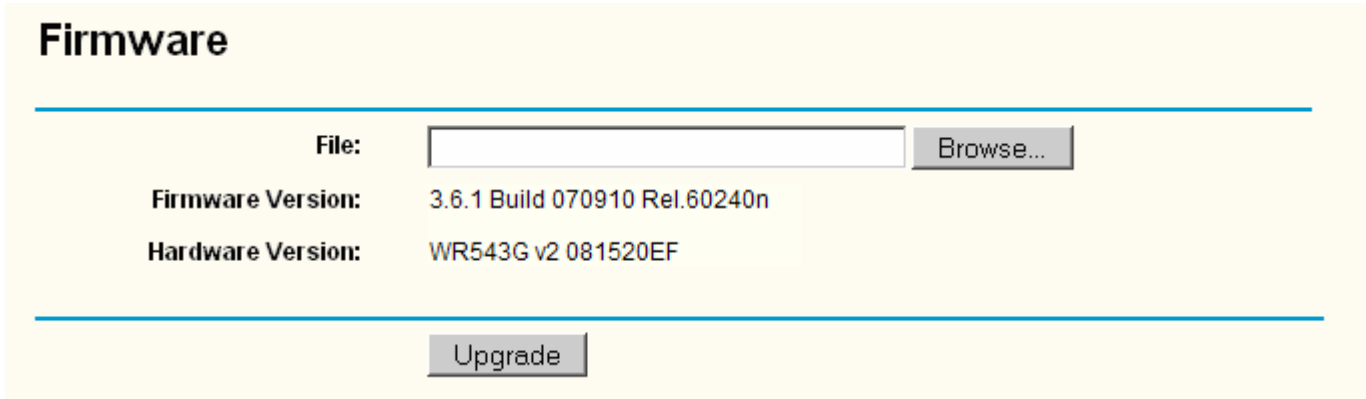 Firmware
File: Browse...
Firmware Version: 3.6.1 Build 070910 Rel.60240n
Hardware Version: WR543G v2 081520EF
Upgrade